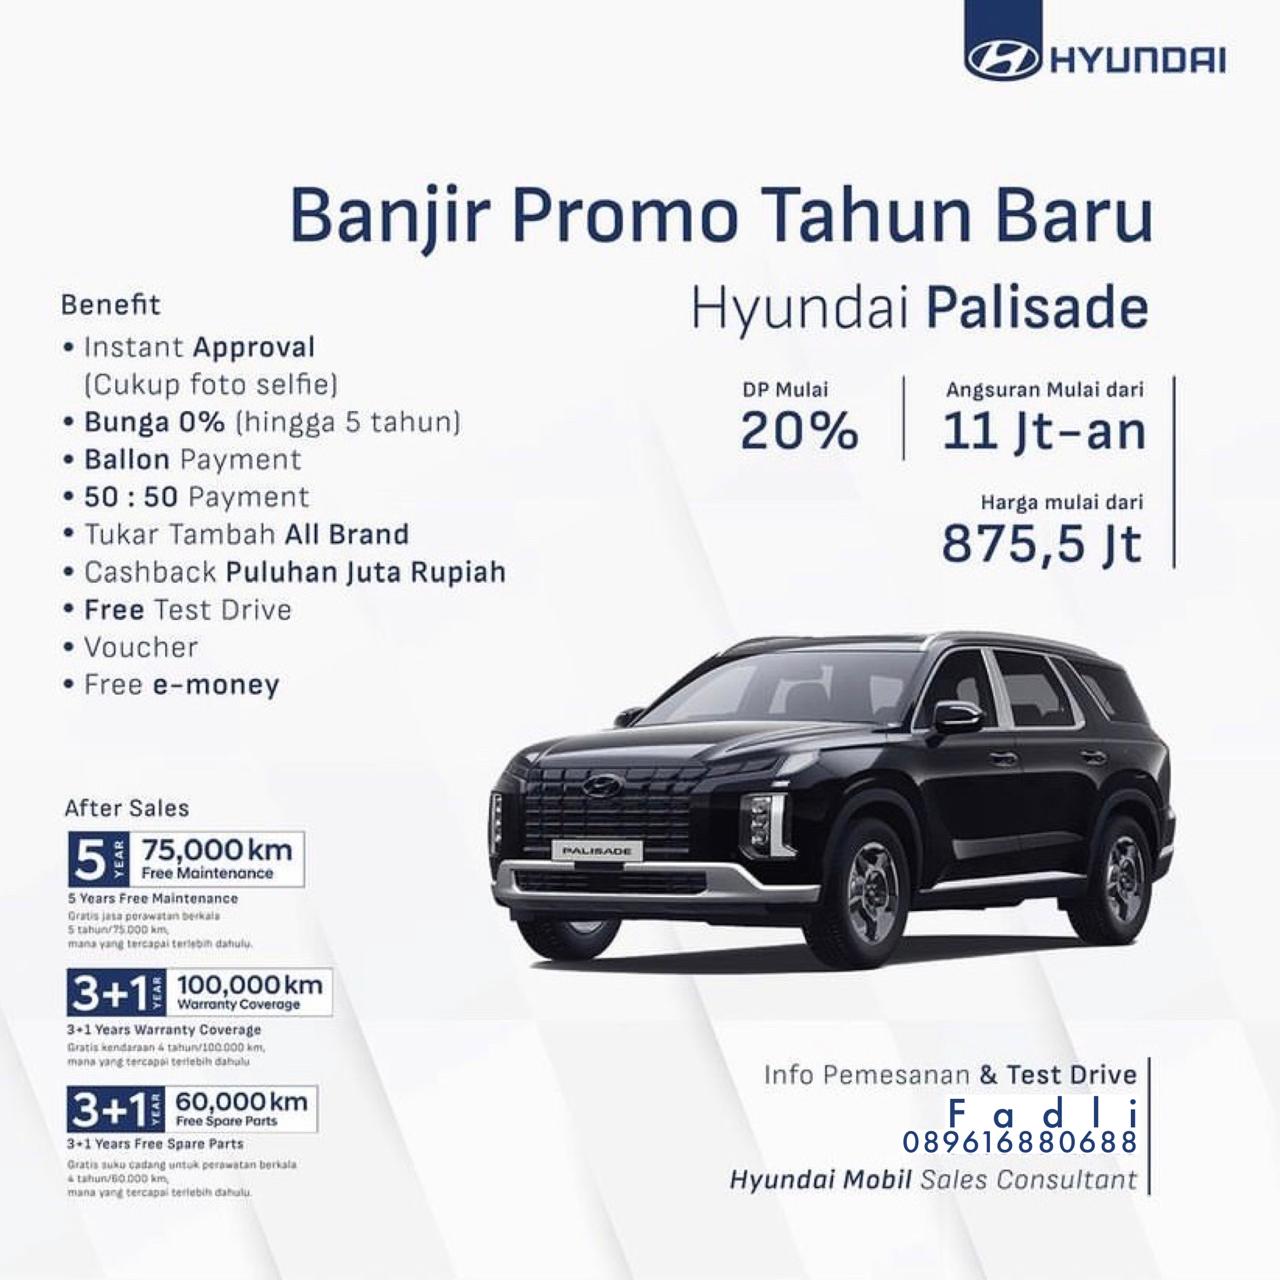 HYUNDAI
Banjir Promo Tahun Baru
Hyundai Palisade
DP Mulai
20%
Angsuran Mulai dari
11 Jt-an
Harga mulai dari
875,5 Jt
Benefit
• Instant Approval
(Cukup foto selfie)
• Bunga 0% (hingga 5 tahun)
• Ballon Payment
• 50 : 50 Payment
• Tukar Tambah All Brand
• Cashback Puluhan Juta Rupiah
• Free Test Drive
• Voucher
• Free e-money
PALISADE
After Sales
5 YEAR 75,000 km
Free Maintenance
5 Years Free Maintenance
Gratis jasa perawatan berkala
5 tahun/75.000 km,
mana yang tercapai terlebih dahulu.
3+1 YEAR 100,000 km
Warranty Coverage
3+1 Years Warranty Coverage
Gratis kendaraan 4 tahun/100.000 km,
mana yang tercapai terlebih dahulu
3+1 YEAR 60,000 km
Free Spare Parts
3+1 Years Free Spare Parts
Gratis suku cadang untuk perawatan berkala
4 tahun/60.000 km,
mana yang tercapai terlebih dahulu.
Info Pemesanan & Test Drive
Fadli
089616880688
Hyundai Mobil Sales Consultant